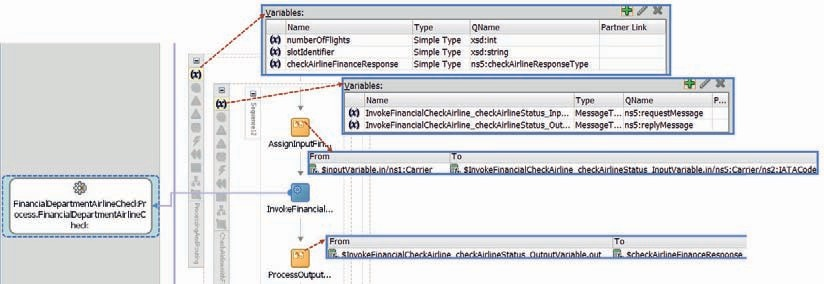 Variables:
Name Type QName Partner Link
(x) numberOfFlights Simple Type xsd:int
(x) slotIdentifier Simple Type xsd:string
(x) checkAirlineFinanceResponse Simple Type ns5:checkAirlineResponseType
Variables:
Name Type QName P...
(x) InvokeFinancialCheckAirline_checkAirlineStatus_Inp... MessageT... ns5:requestMessage
(x) InvokeFinancialCheckAirline_checkAirlineStatus_Out... MessageT... ns5:replyMessage
(x)
(x)
Sequence12
AssignInputFin...
From To
$inputVariable.in/ns1:Carrier $InvokeFinancialCheckAirline_checkAirlineStatus_InputVariable.in/ns5:Carrier/ns2:IATACode
FinancialDepartmentAirlineCheckProcess.FinancialDepartmentAirlineCheck
InvokeFinancial...
From To
$InvokeFinancialCheckAirline_checkAirlineStatus_OutputVariable.out $checkAirlineFinanceResponse
ProcessOutput...